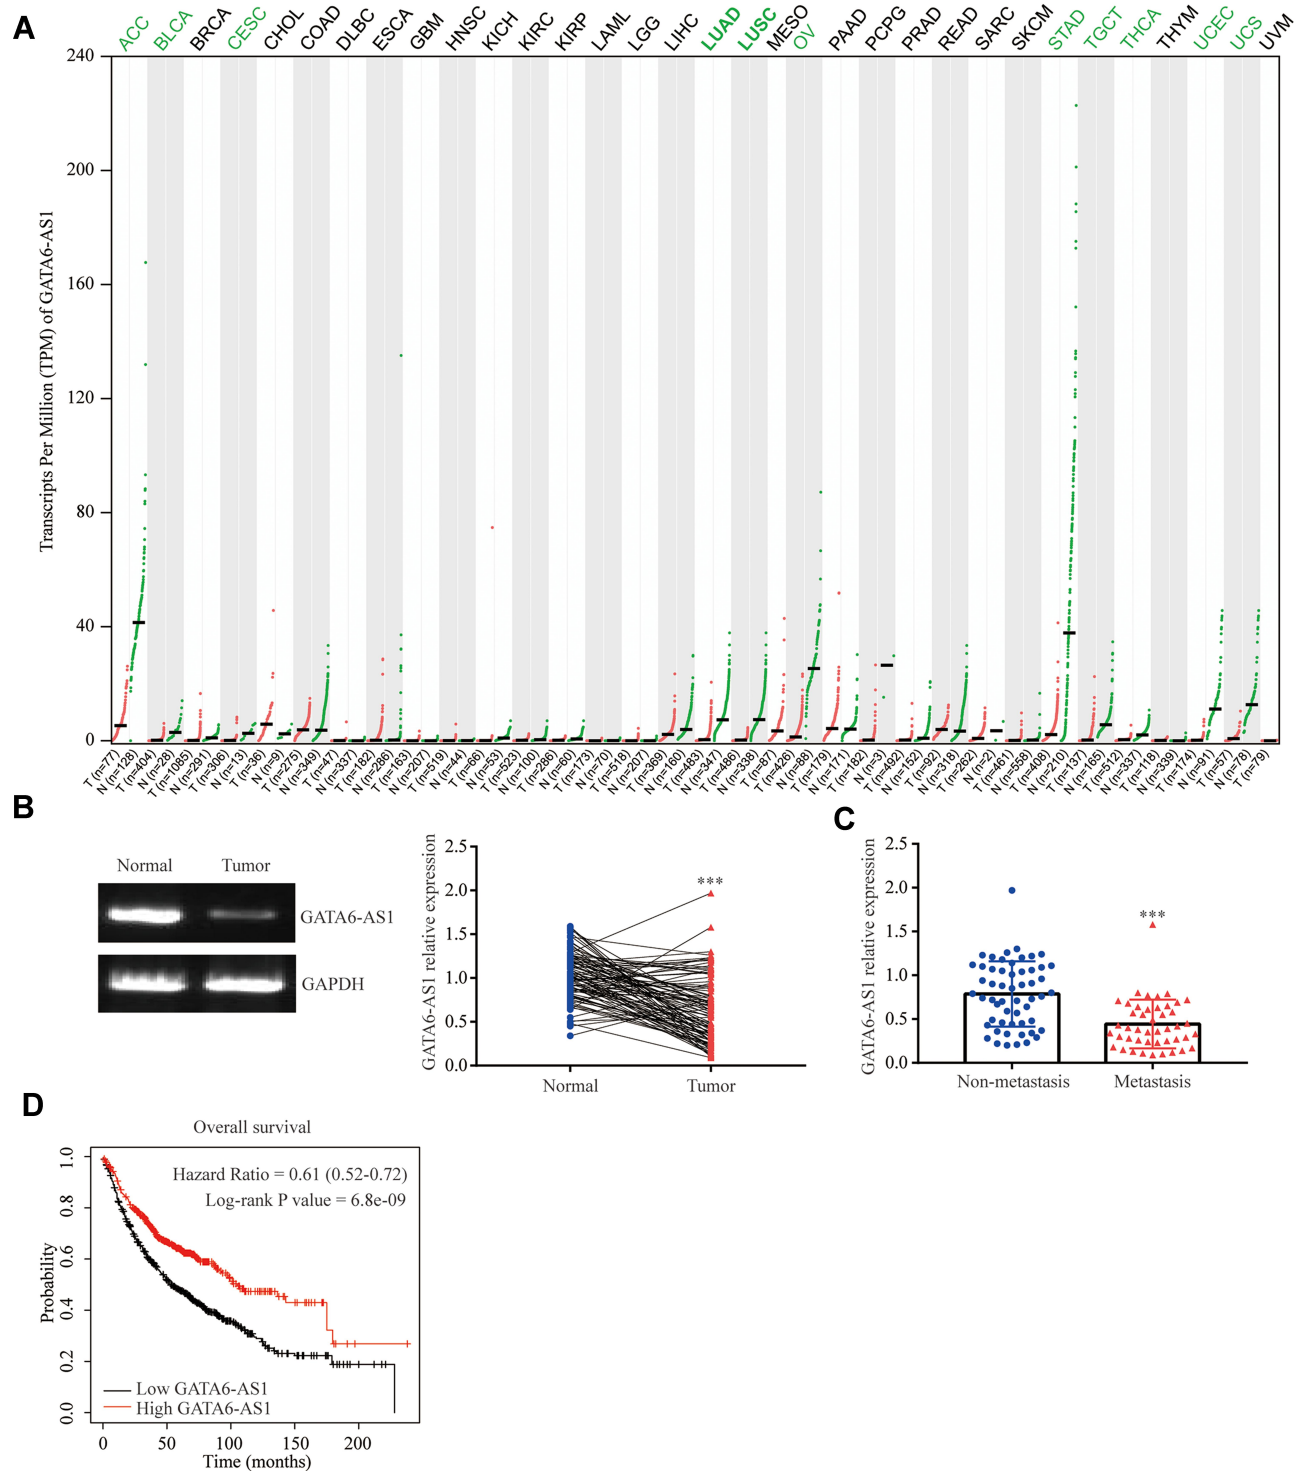 A
ACC BLCA BRCA CESC CHOL COAD DLBC ESCA GBM HNSC KICH KIRC KIRP LAML LGG LIHC LUAD LUSC MESO OV PAAD PCPG PRAD READ SARC SKCM STAD TGCT THCA THYM UCEC UCS UVM
Transcripts Per Million (TPM) of GATA6-AS1
240
200
160
120
80
40
0
T (n=77) N (n=128) T (n=404) N (n=28) T (n=1085) N (n=291) T (n=306) N (n=13) T (n=36) N (n=9) T (n=275) N (n=349) T (n=47) N (n=337) T (n=182) N (n=286) T (n=163) N (n=207) T (n=519) N (n=44) T (n=66) N (n=53) T (n=523) N (n=100) T (n=286) N (n=60) T (n=173) N (n=70) T (n=518) N (n=207) T (n=369) N (n=160) T (n=483) N (n=347) T (n=486) N (n=338) T (n=87) T (n=426) N (n=88) T (n=179) N (n=171) T (n=182) N (n=3) T (n=492) N (n=152) T (n=92) N (n=318) T (n=262) N (n=2) T (n=461) N (n=558) T (n=408) N (n=210) T (n=137) N (n=165) T (n=512) N (n=337) T (n=118) N (n=339) T (n=174) N (n=91) T (n=57) N (n=78) T (n=79)
B
Normal Tumor
GATA6-AS1
GAPDH
GATA6-AS1 relative expression
2.5
2.0
1.5
1.0
0.5
0.0
***
Normal Tumor
C
GATA6-AS1 relative expression
2.5
2.0
1.5
1.0
0.5
0.0
***
Non-metastasis Metastasis
D
Overall survival
Hazard Ratio = 0.61 (0.52-0.72)
Log-rank P value = 6.8e-09
Probability
1.0
0.8
0.6
0.4
0.2
0.0
Low GATA6-AS1
High GATA6-AS1
0 50 100 150 200
Time (months)